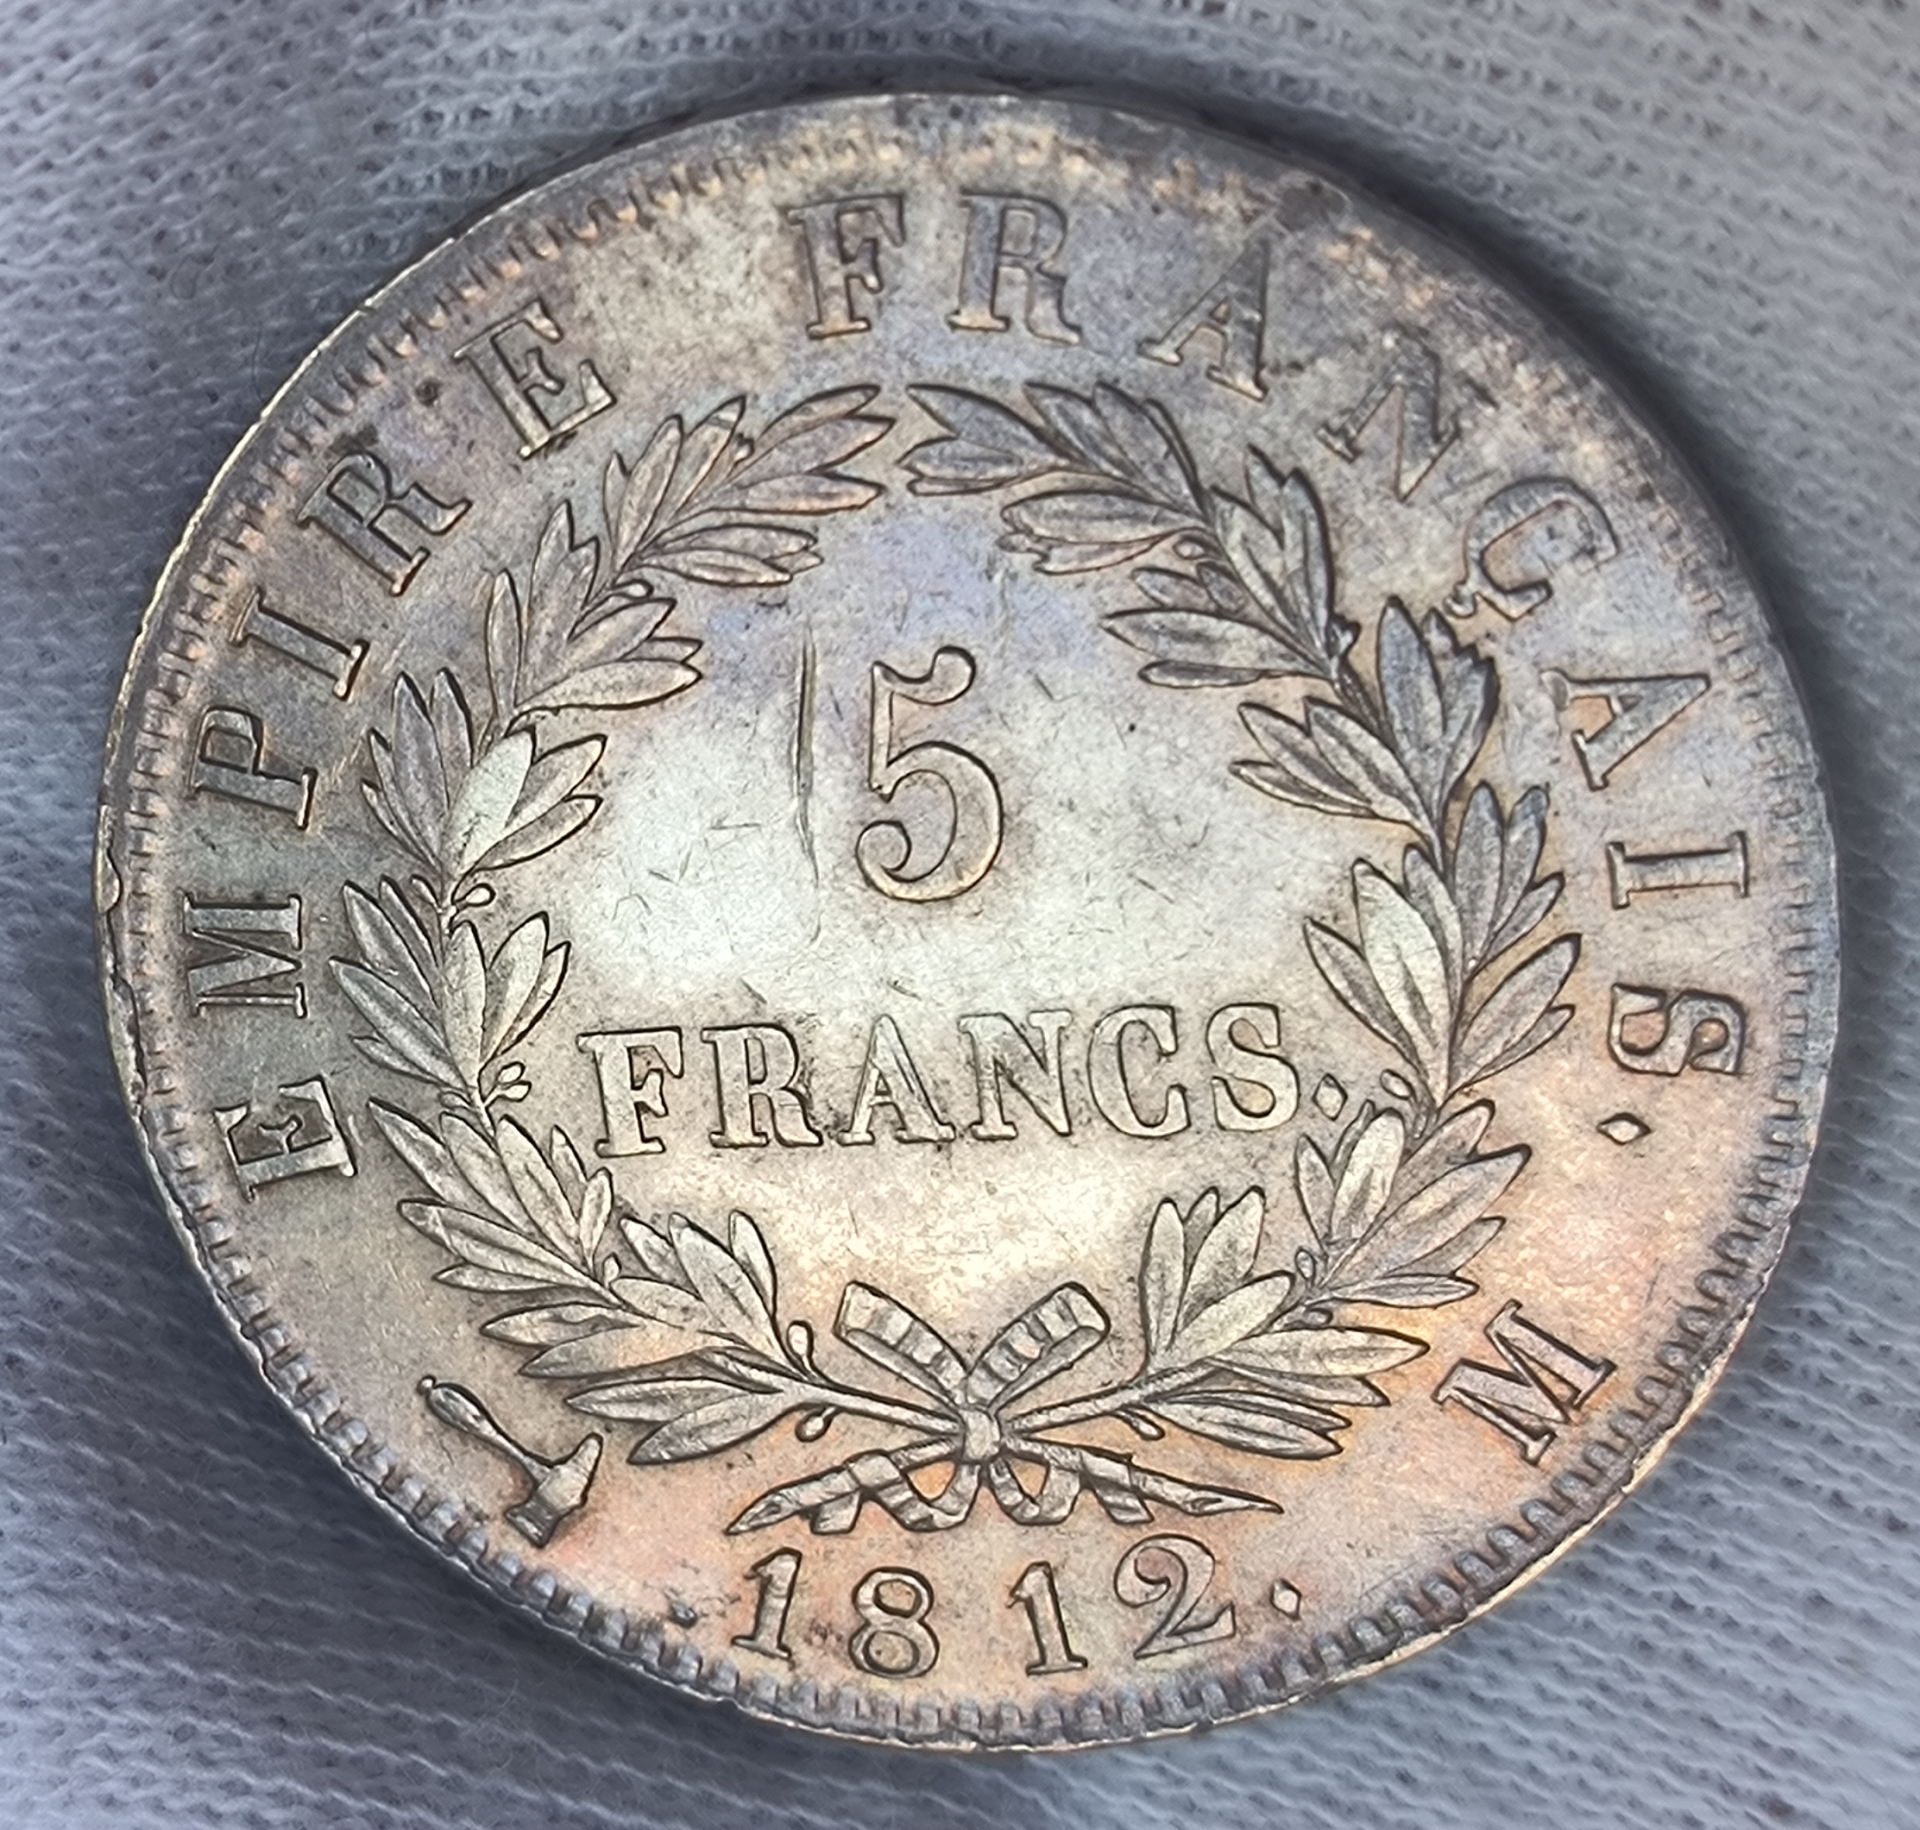 EMPIRE FRANÇAIS.
5
FRANCS.
1812.
M